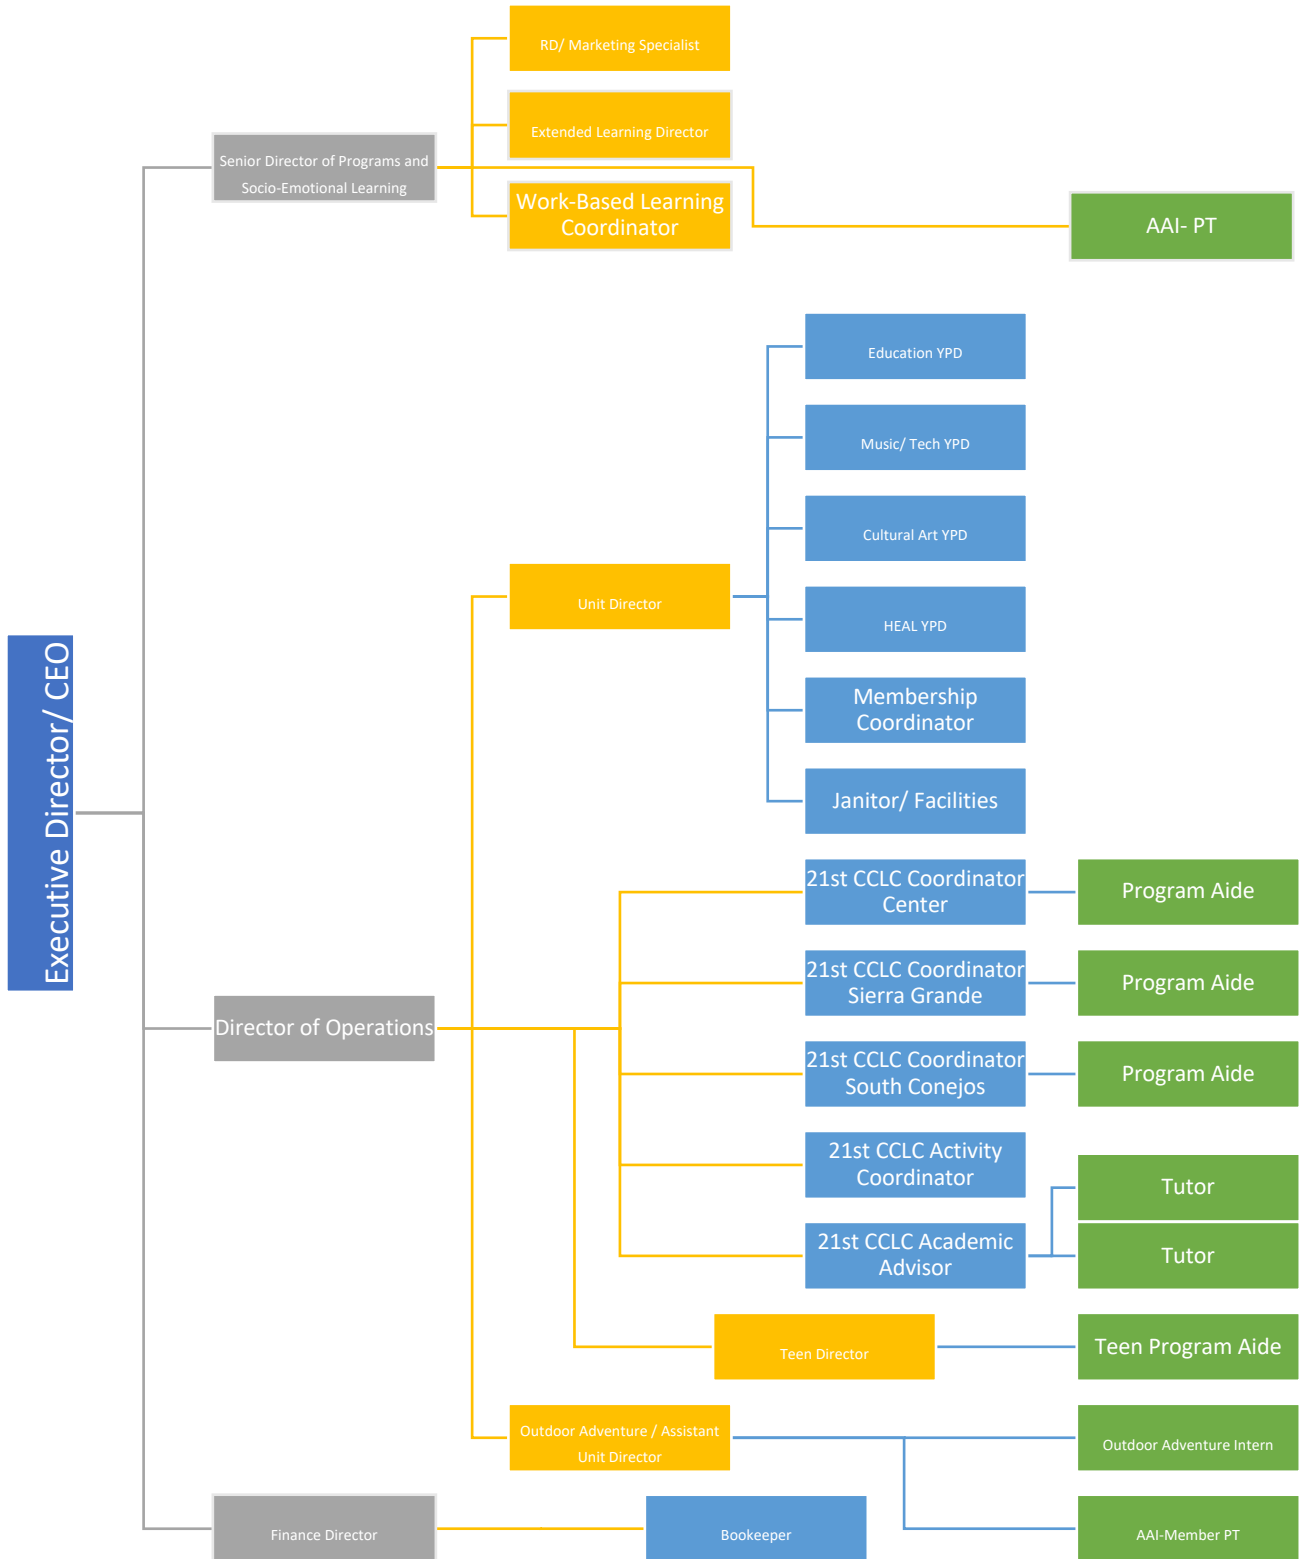 RD/ Marketing Specialist
Extended Learning Director
Senior Director of Programs and
Socio-Emotional Learning
Work-Based Learning
Coordinator
AAI- PT
Education YPD
Music/ Tech YPD
Cultural Art YPD
Unit Director
HEAL YPD
Membership
Coordinator
Janitor/ Facilities
Executive Director/ CEO
21st CCLC Coordinator
Center
Program Aide
21st CCLC Coordinator
Sierra Grande
Program Aide
Director of Operations
21st CCLC Coordinator
South Conejos
Program Aide
21st CCLC Activity
Coordinator
Tutor
21st CCLC Academic
Advisor
Tutor
Teen Director
Teen Program Aide
Outdoor Adventure / Assistant
Unit Director
Outdoor Adventure Intern
Finance Director
Bookeeper
AAI-Member PT